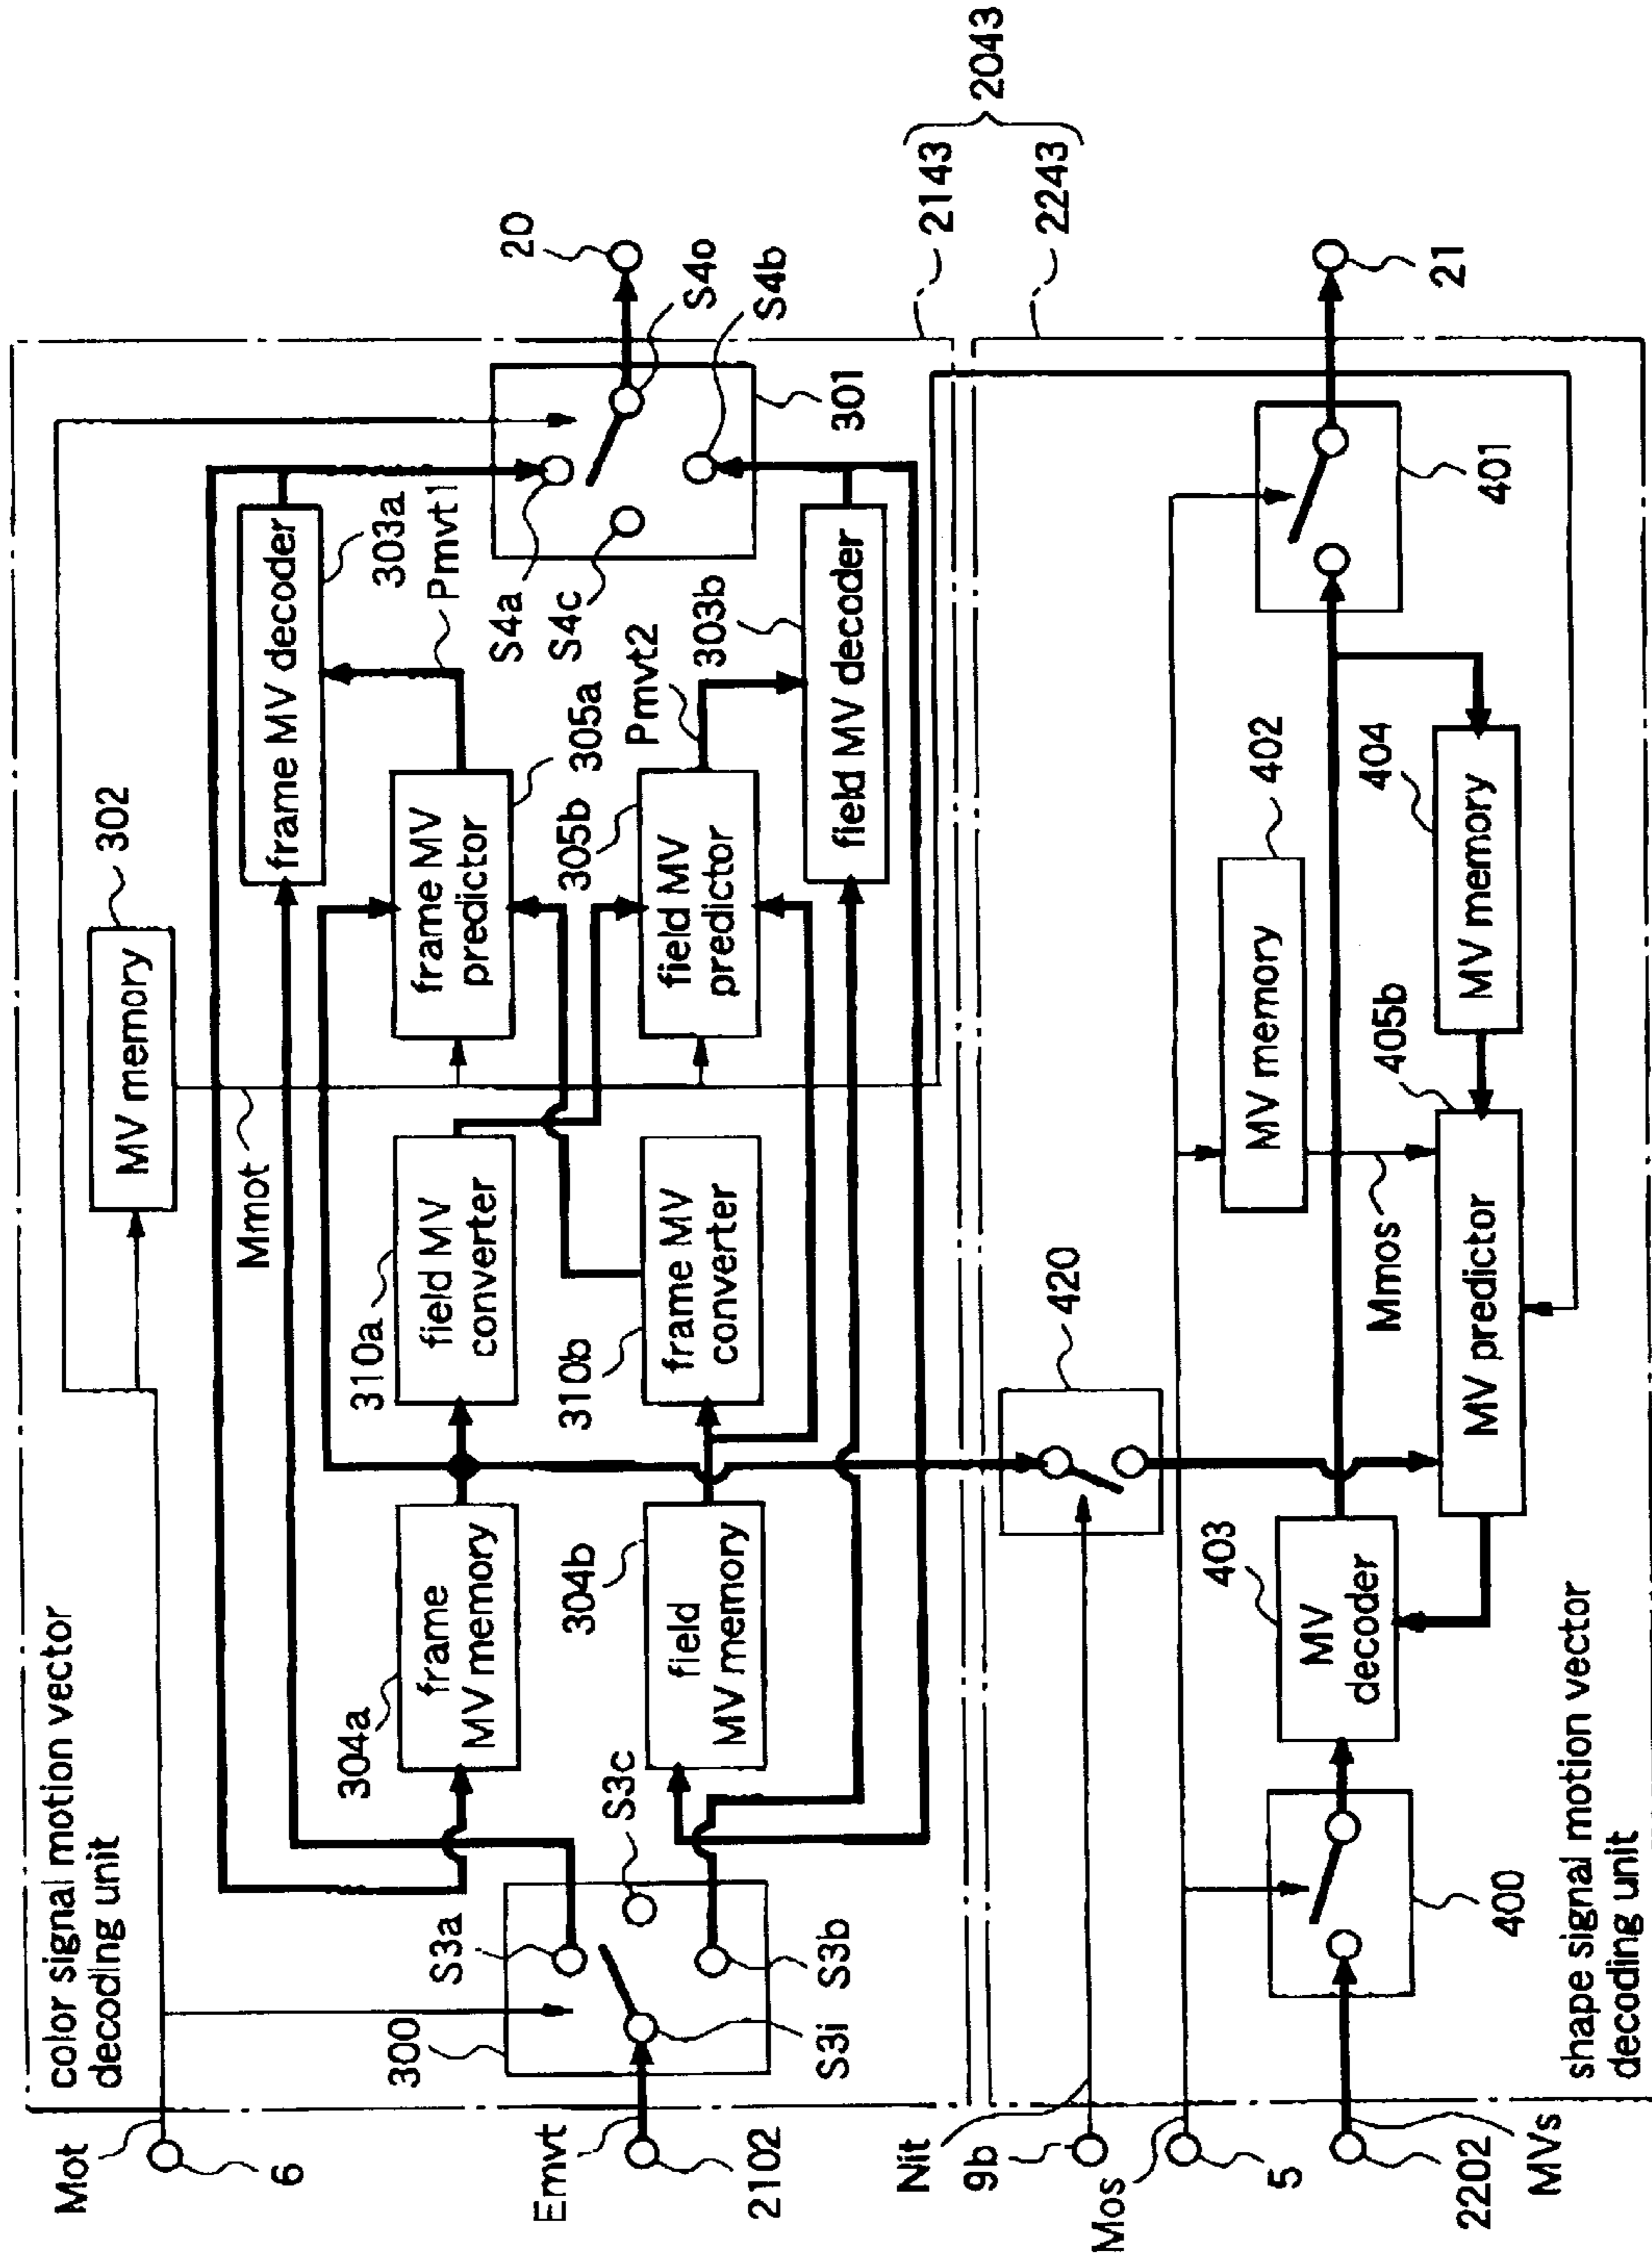 color signal motion vector
decoding unit
Mot
6
Emvt
2102
300
S3i
S3a
S3b
S3c
304a
frame
MV memory
304b
field
MV memory
310a
field MV
converter
310b
frame MV
converter
Mmot
MV memory
302
frame MV
predictor
305a
305b
field MV
predictor
frame MV decoder
303a
Pmvt1
Pmvt2
303b
field MV decoder
S4a
S4c
301
S4o
S4b
20
2143
2243
2043
Nit
9b
Mos
5
2202
MVs
400
403
MV
decoder
420
MV predictor
405b
Mmos
MV memory
402
404
MV memory
401
21
shape signal motion vector
decoding unit